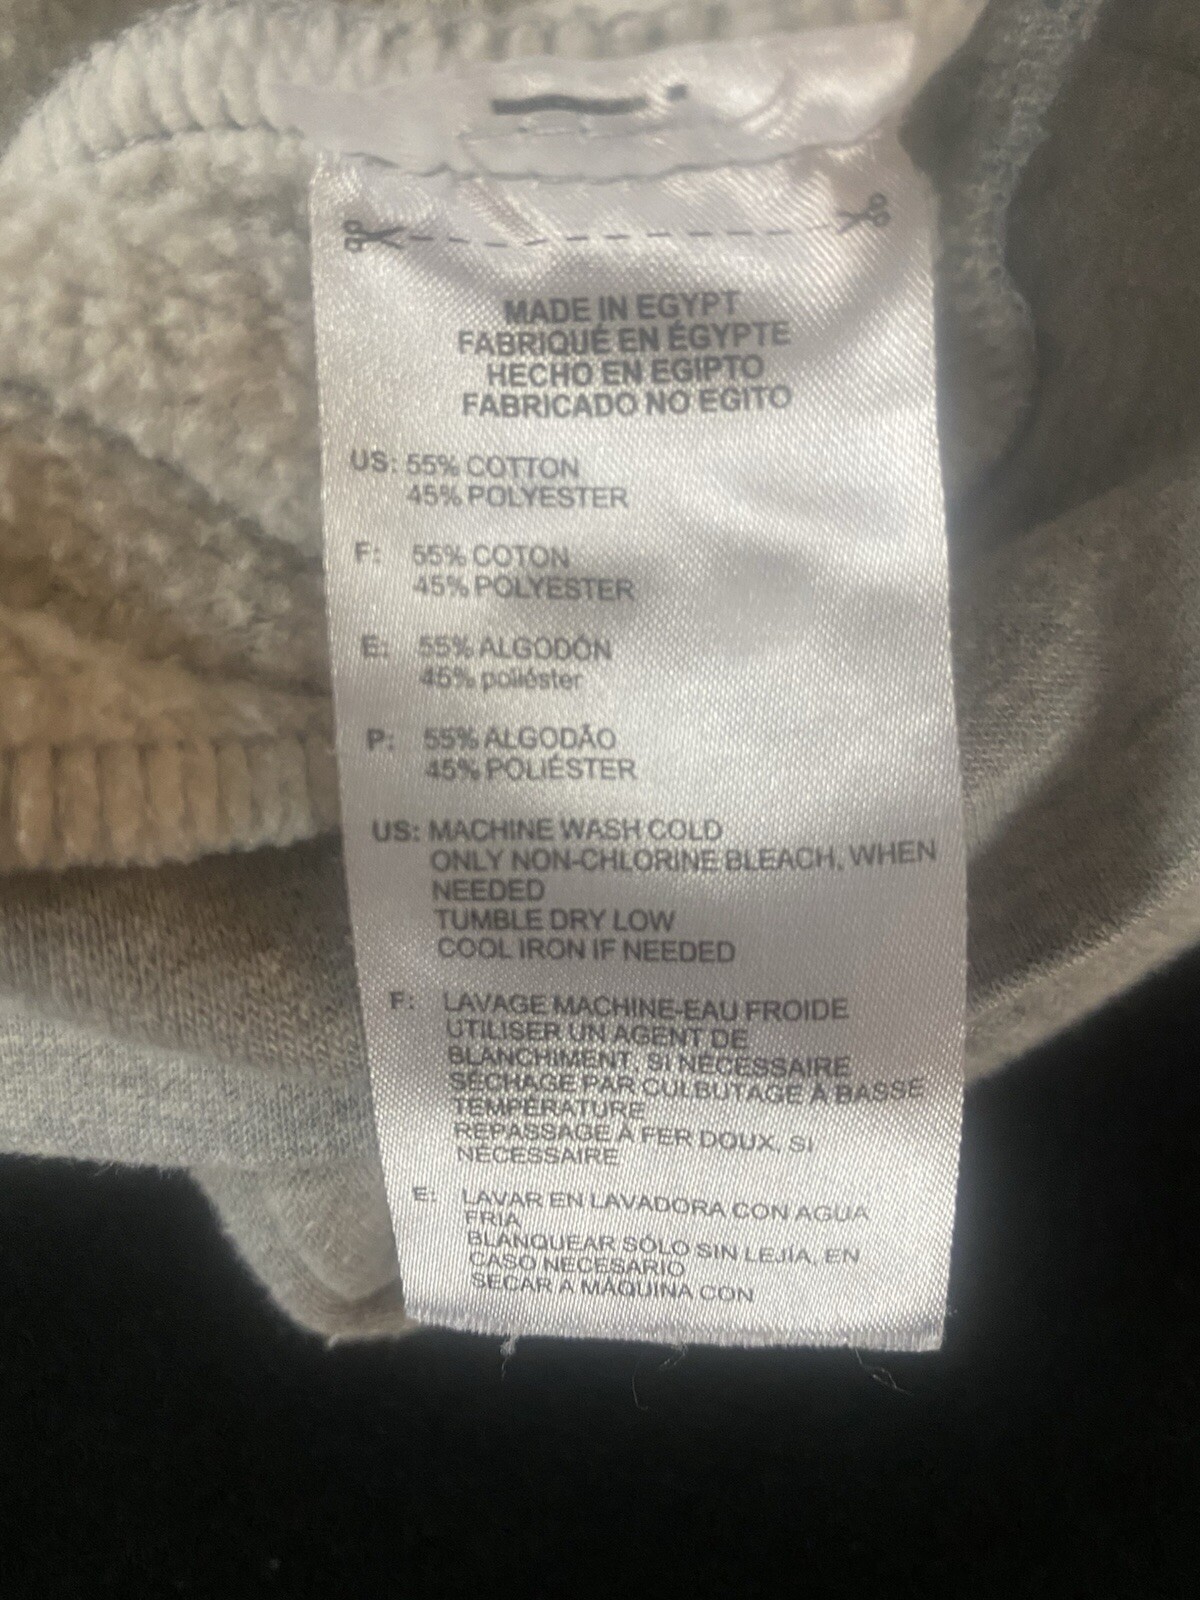 MADE IN EGYPT
FABRIQUÉ EN ÉGYPTE
HECHO EN EGIPTO
FABRICADO NO EGITO
US: 55% COTTON
45% POLYESTER
F: 55% COTON
45% POLYESTER
E: 55% ALGODÓN
45% poliéster
P: 55% ALGODÃO
45% POLIÉSTER
US: MACHINE WASH COLD
ONLY NON-CHLORINE BLEACH, WHEN
NEEDED
TUMBLE DRY LOW
COOL IRON IF NEEDED
F: LAVAGE MACHINE-EAU FROIDE
UTILISER UN AGENT DE
BLANCHIMENT, SI NÉCESSAIRE
SÉCHAGE PAR CULBUTAGE À BASSE
TEMPÉRATURE
REPASSAGE À FER DOUX, SI
NÉCESSAIRE
E: LAVAR EN LAVADORA CON AGUA
FRIA
BLANQUEAR SÓLO SIN LEJÍA, EN
CASO NECESARIO
SECAR A MÁQUINA CON